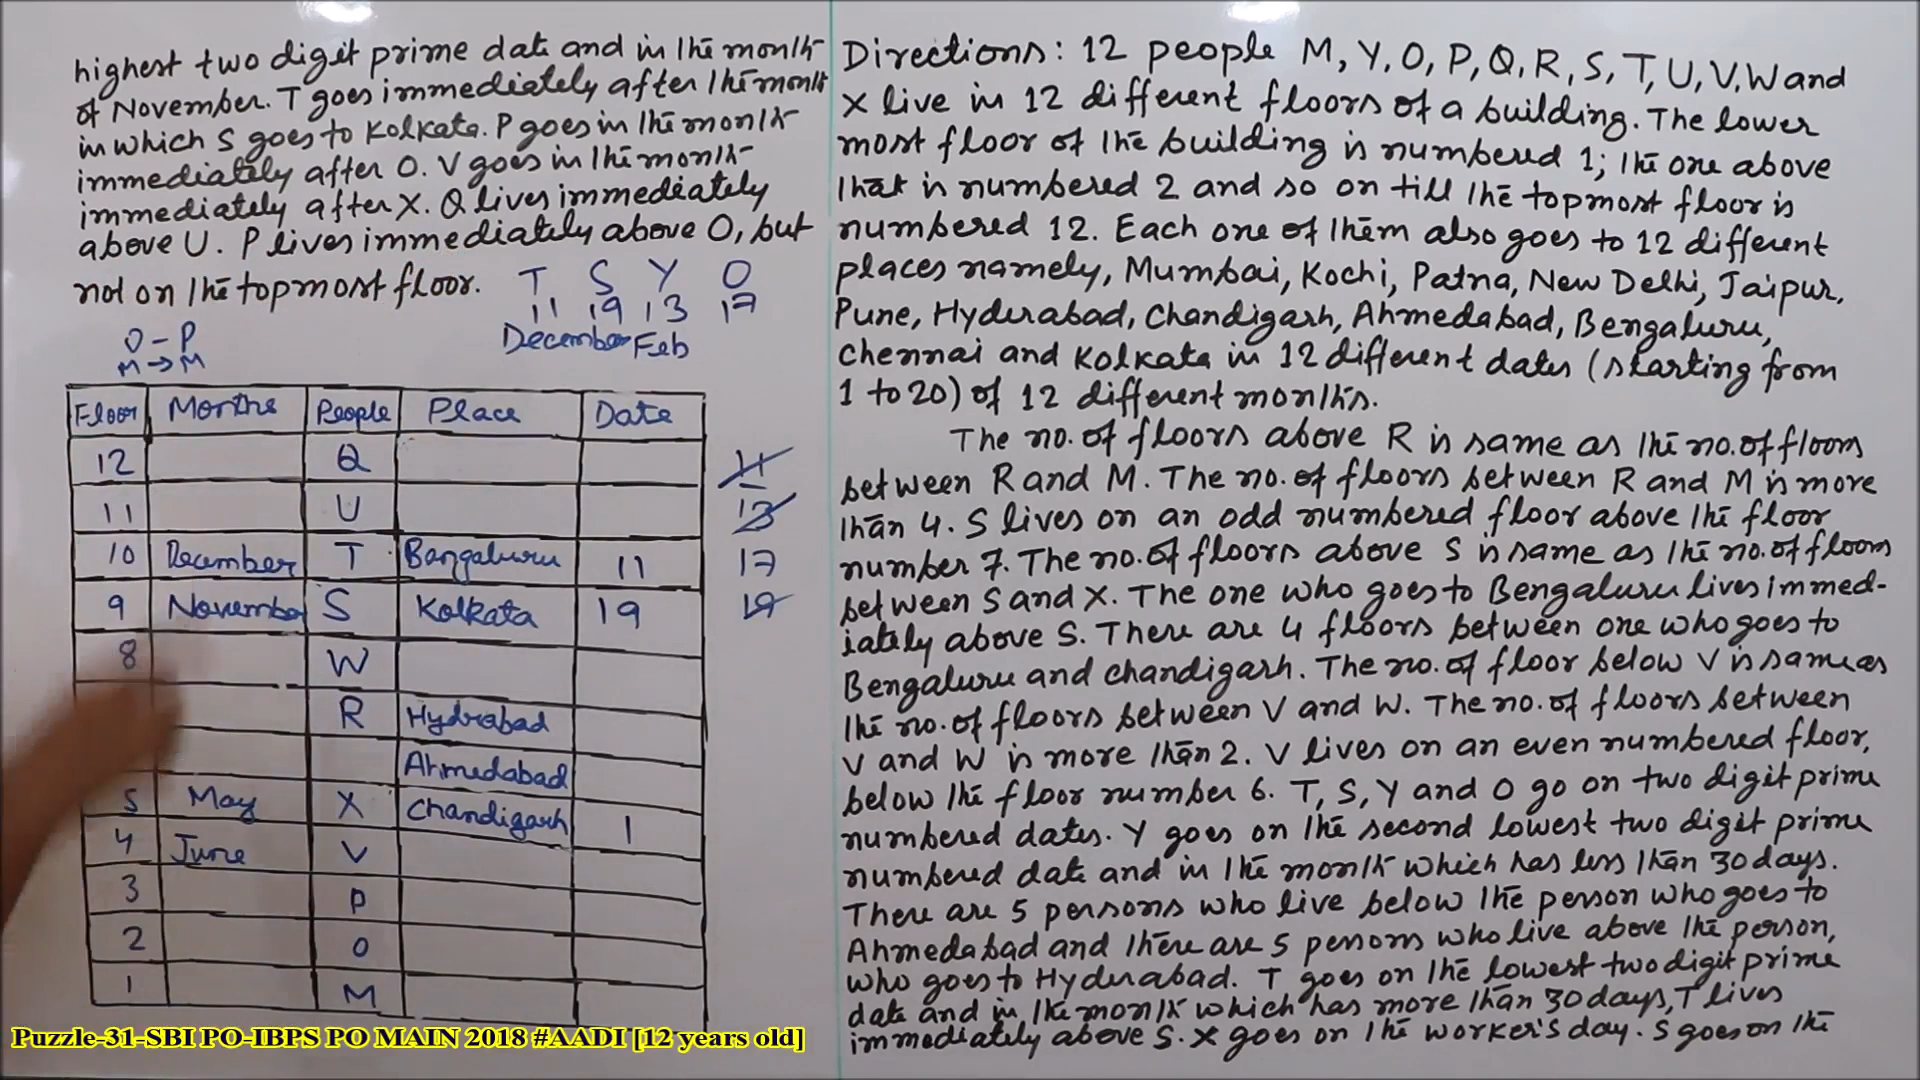 highest two digit prime date and in the month
of November. T goes immediately after the month
in which S goes to Kolkata. P goes in the month
immediately after O. V goes in the month
immediately after X. Q lives immediately
above U. P lives immediately above O, but
not on the topmost floor.
T S Y O
11 19 13 17
December Feb
O - P
M → M
Floor Months People Place Date
12 Q
11 U
10 December T Bangaluru 11
9 November S Kolkata 19
8 W
R Hydrabad
Ahmedabad
5 May X Chandigarh 1
4 June V
3 P
2 O
1 M
11
13
17
19
Directions: 12 people M, Y, O, P, Q, R, S, T, U, V, W and
X live in 12 different floors of a building. The lower
most floor of the building is numbered 1; the one above
that is numbered 2 and so on till the topmost floor is
numbered 12. Each one of them also goes to 12 different
places namely, Mumbai, Kochi, Patna, New Delhi, Jaipur,
Pune, Hyderabad, Chandigarh, Ahmedabad, Bengaluru,
Chennai and Kolkata in 12 different dates (starting from
1 to 20) of 12 different months.
The no. of floors above R is same as the no. of floors
between R and M. The no. of floors between R and M is more
than 4. S lives on an odd numbered floor above the floor
number 7. The no. of floors above S is same as the no. of floors
between S and X. The one who goes to Bengaluru lives immed-
iately above S. There are 4 floors between one who goes to
Bengaluru and Chandigarh. The no. of floor below V is same as
the no. of floors between V and W. The no. of floors between
V and W is more than 2. V lives on an even numbered floor,
below the floor number 6. T, S, Y and O go on two digit prime
numbered dates. Y goes on the second lowest two digit prime
numbered date and in the month which has less than 30 days.
There are 5 persons who live below the person who goes to
Ahmedabad and there are 5 persons who live above the person,
who goes to Hyderabad. T goes on the lowest two digit prime
date and in the month which has more than 30 days, T lives
immediately above S. X goes on the worker's day. S goes on the
Puzzle-31-SBI PO-IBPS PO MAIN 2018 #AADI [12 years old]